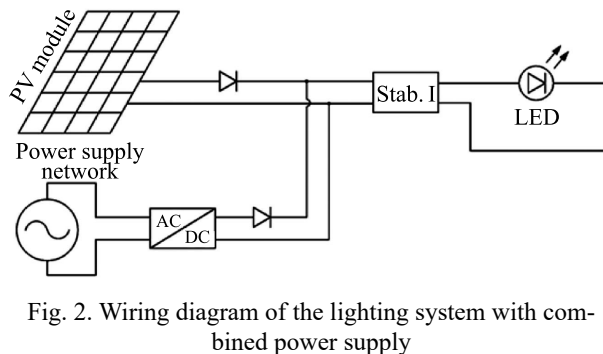 PV module
Stab. I
LED
Power supply
network
AC
DC
Fig. 2. Wiring diagram of the lighting system with com-
bined power supply